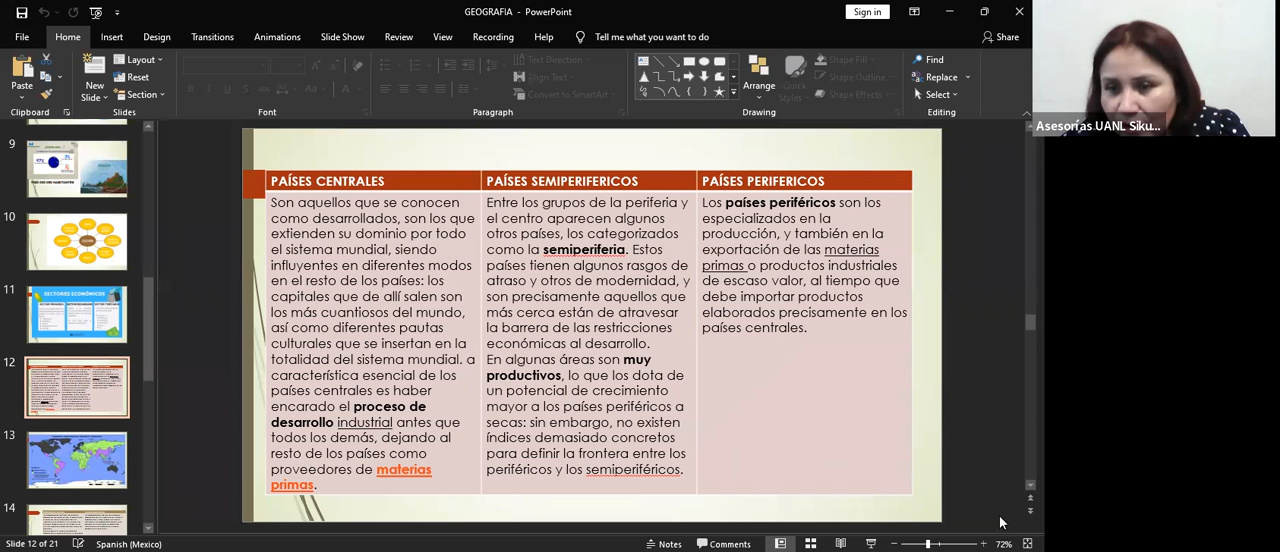 GEOGRAFIA - PowerPoint
Sign in
File Home Insert Design Transitions Animations Slide Show Review View Recording Help Tell me what you want to do Share
Paste
New
Slide
Layout
Reset
Section
Text Direction
Align Text
Convert to SmartArt
Arrange
Quick
Styles
Shape Fill
Shape Outline
Shape Effects
Find
Replace
Select
Clipboard Slides Font Paragraph Drawing Editing
Asesorías UANL Siku...
9
10
11
SECTORES ECONÓMICOS
12
13
14
PAÍSES CENTRALES
Son aquellos que se conocen
como desarrollados, son los que
extienden su dominio por todo
el sistema mundial, siendo
influyentes en diferentes modos
en el resto de los países: los
capitales que de allí salen son
los más cuantiosos del mundo,
así como diferentes pautas
culturales que se insertan en la
totalidad del sistema mundial. a
característica esencial de los
países centrales es haber
encarado el proceso de
desarrollo industrial antes que
todos los demás, dejando al
resto de los países como
proveedores de materias
primas.
PAÍSES SEMIPERIFERICOS
Entre los grupos de la periferia y
el centro aparecen algunos
otros países, los categorizados
como la semiperiferia. Estos
países tienen algunos rasgos de
atraso y otros de modernidad, y
son precisamente aquellos que
más cerca están de atravesar
la barrera de las restricciones
económicas al desarrollo.
En algunas áreas son muy
productivos, lo que los dota de
un potencial de crecimiento
mayor a los países periféricos a
secas: sin embargo, no existen
índices demasiado concretos
para definir la frontera entre los
periféricos y los semiperiféricos.
PAÍSES PERIFERICOS
Los países periféricos son los
especializados en la
producción, y también en la
exportación de las materias
primas o productos industriales
de escaso valor, al tiempo que
debe importar productos
elaborados precisamente en los
países centrales.
Slide 12 of 21 Spanish (Mexico) Notes Comments 72%